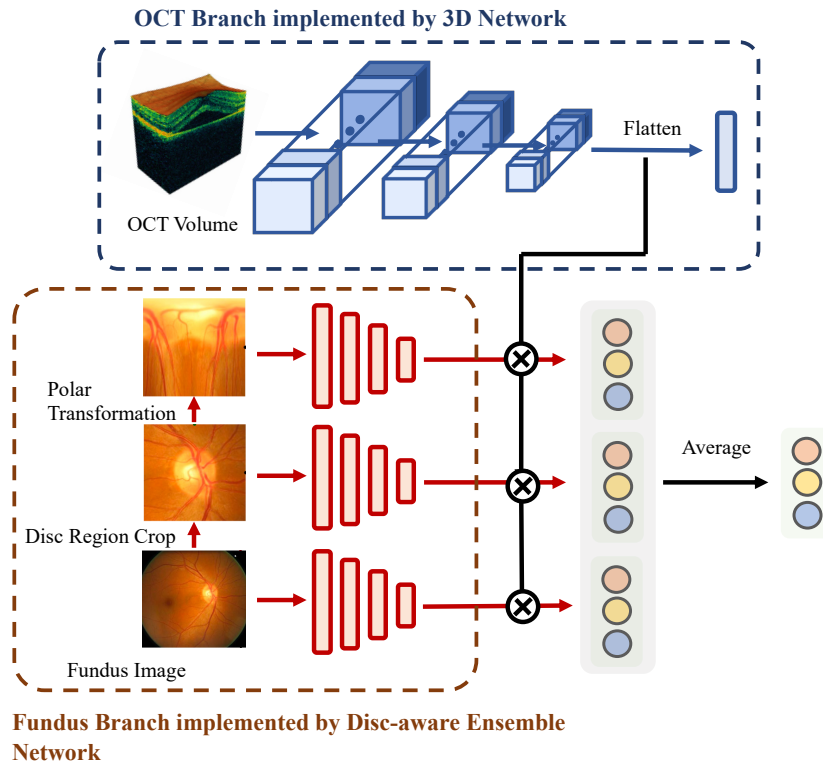 OCT Branch implemented by 3D Network
Flatten
OCT Volume
Polar
Transformation
Average
Disc Region Crop
Fundus Image
Fundus Branch implemented by Disc-aware Ensemble
Network